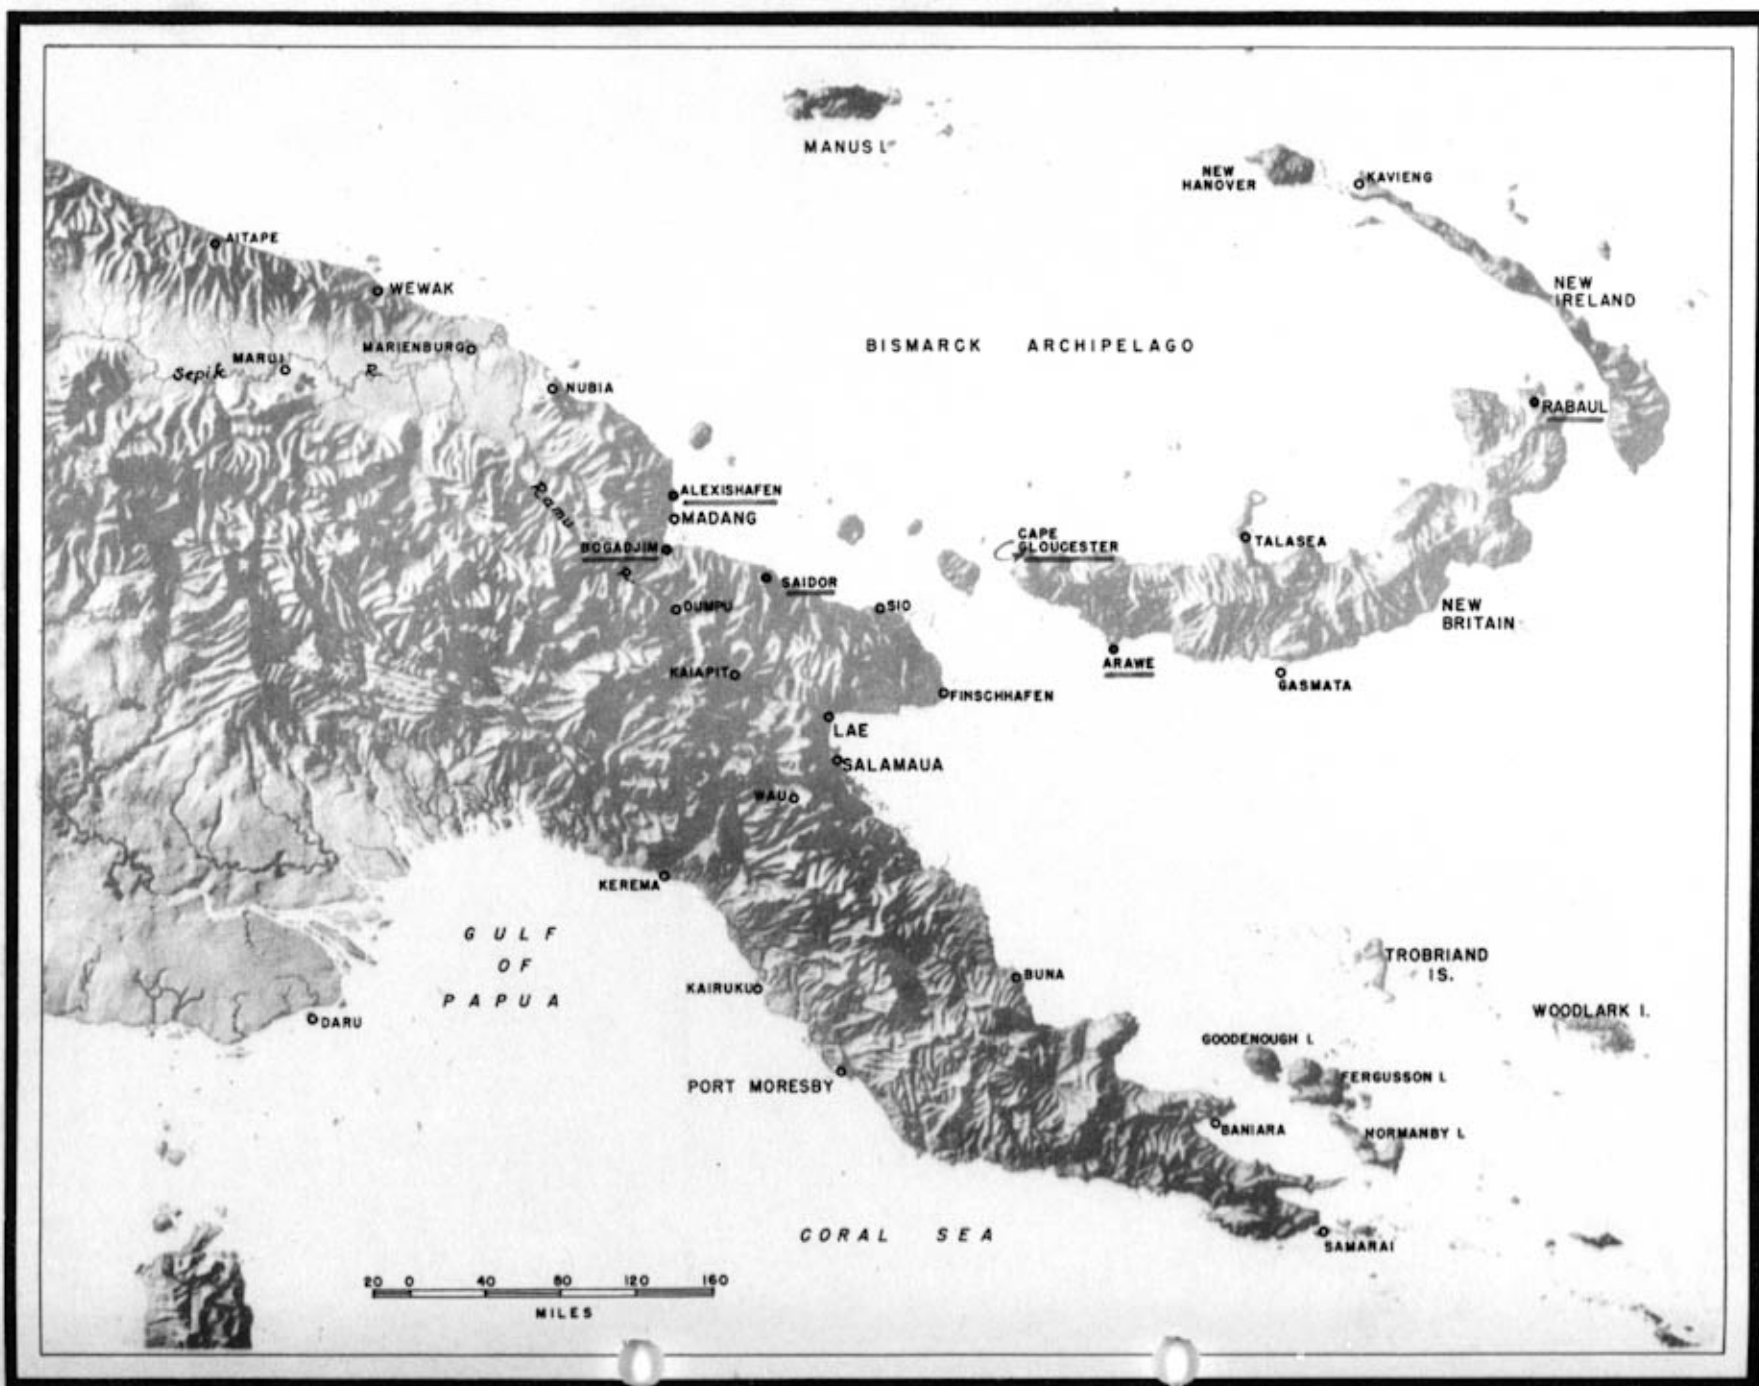 MANUS I.
NEW
HANOVER
KAVIENG
AITAPE
WEWAK
NEW
IRELAND
BISMARCK ARCHIPELAGO
MARIENBURG
MARUI
Sepik R.
NUBIA
RABAUL
ALEXISHAFEN
MADANG
Ramu R.
BOGADJIM
CAPE
GLOUCESTER
TALASEA
SAIDOR
DUMPU
SIO
NEW
BRITAIN
ARAWE
KAIAPIT
GASMATA
FINSCHHAFEN
LAE
SALAMAUA
WAU
KEREMA
GULF
OF
PAPUA
TROBRIAND
IS.
BUNA
KAIRUKU
DARU
WOODLARK I.
GOODENOUGH I.
FERGUSSON I.
PORT MORESBY
BANIARA
NORMANBY I.
CORAL SEA
SAMARAI
20 0 40 80 120 160
MILES